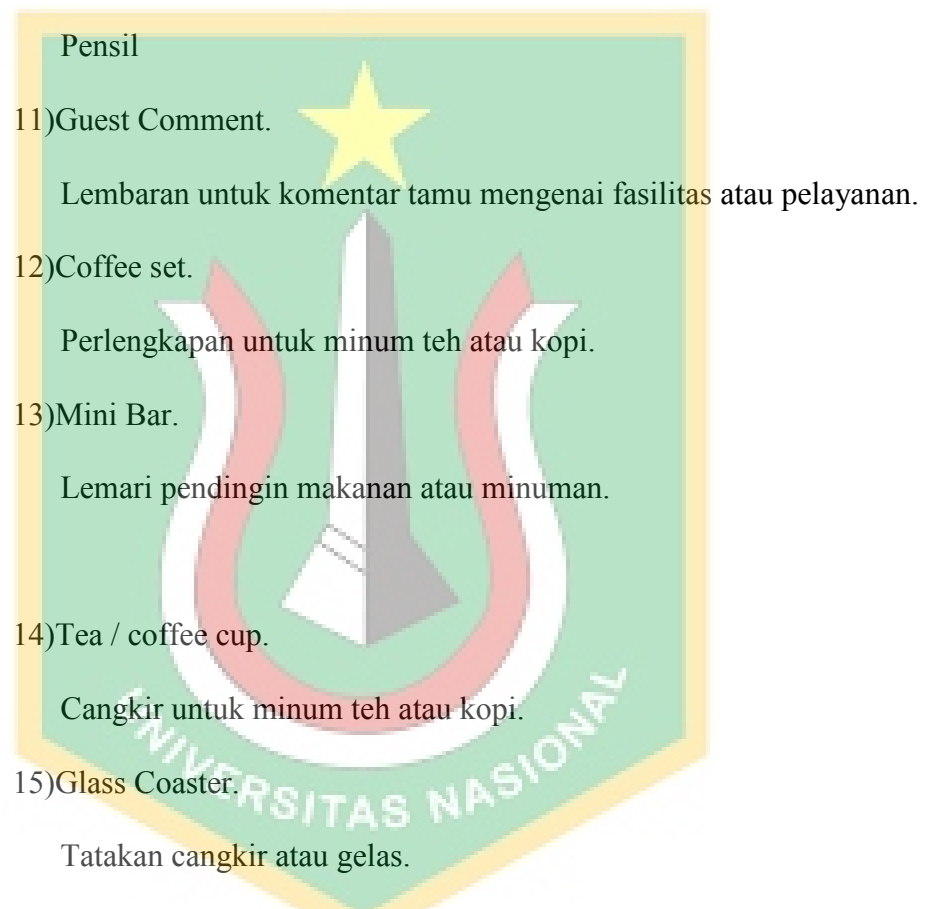 Pensil
11)Guest Comment.
Lembaran untuk komentar tamu mengenai fasilitas atau pelayanan.
12)Coffee set.
Perlengkapan untuk minum teh atau kopi.
13)Mini Bar.
Lemari pendingin makanan atau minuman.
14)Tea / coffee cup.
Cangkir untuk minum teh atau kopi.
15)Glass Coaster.
Tatakan cangkir atau gelas.
UNIVERSITAS NASIONAL